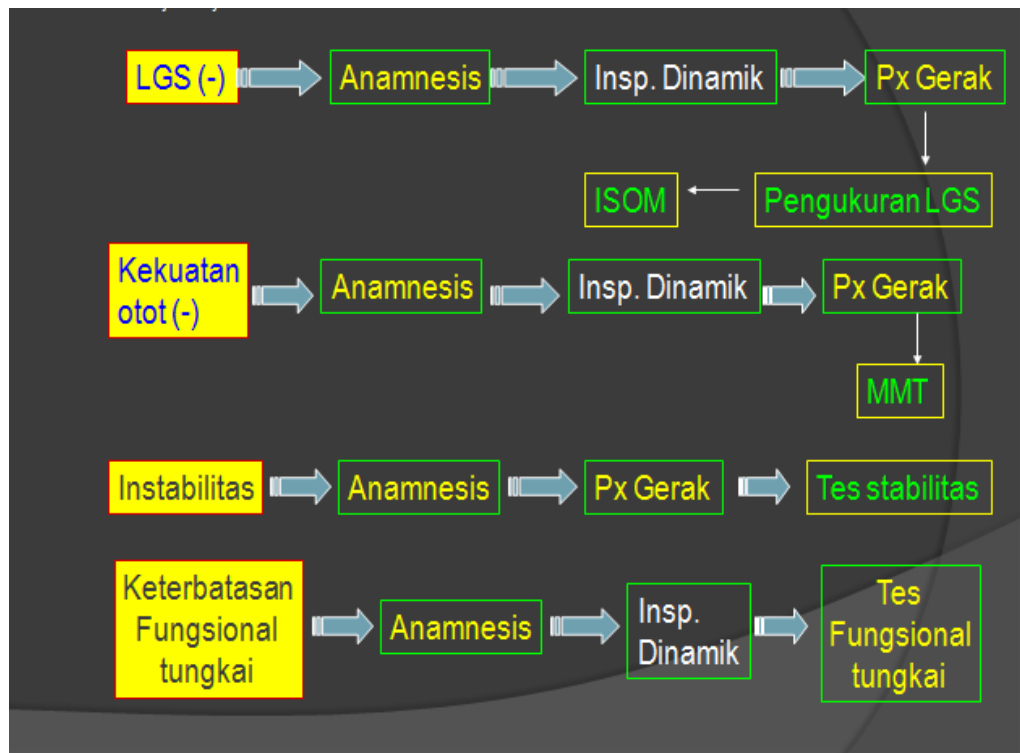 LGS (-)
Anamnesis
Insp. Dinamik
Px Gerak
ISOM
Pengukuran LGS
Kekuatan
otot (-)
Anamnesis
Insp. Dinamik
Px Gerak
MMT
Instabilitas
Anamnesis
Px Gerak
Tes stabilitas
Keterbatasan
Fungsional
tungkai
Anamnesis
Insp.
Dinamik
Tes
Fungsional
tungkai